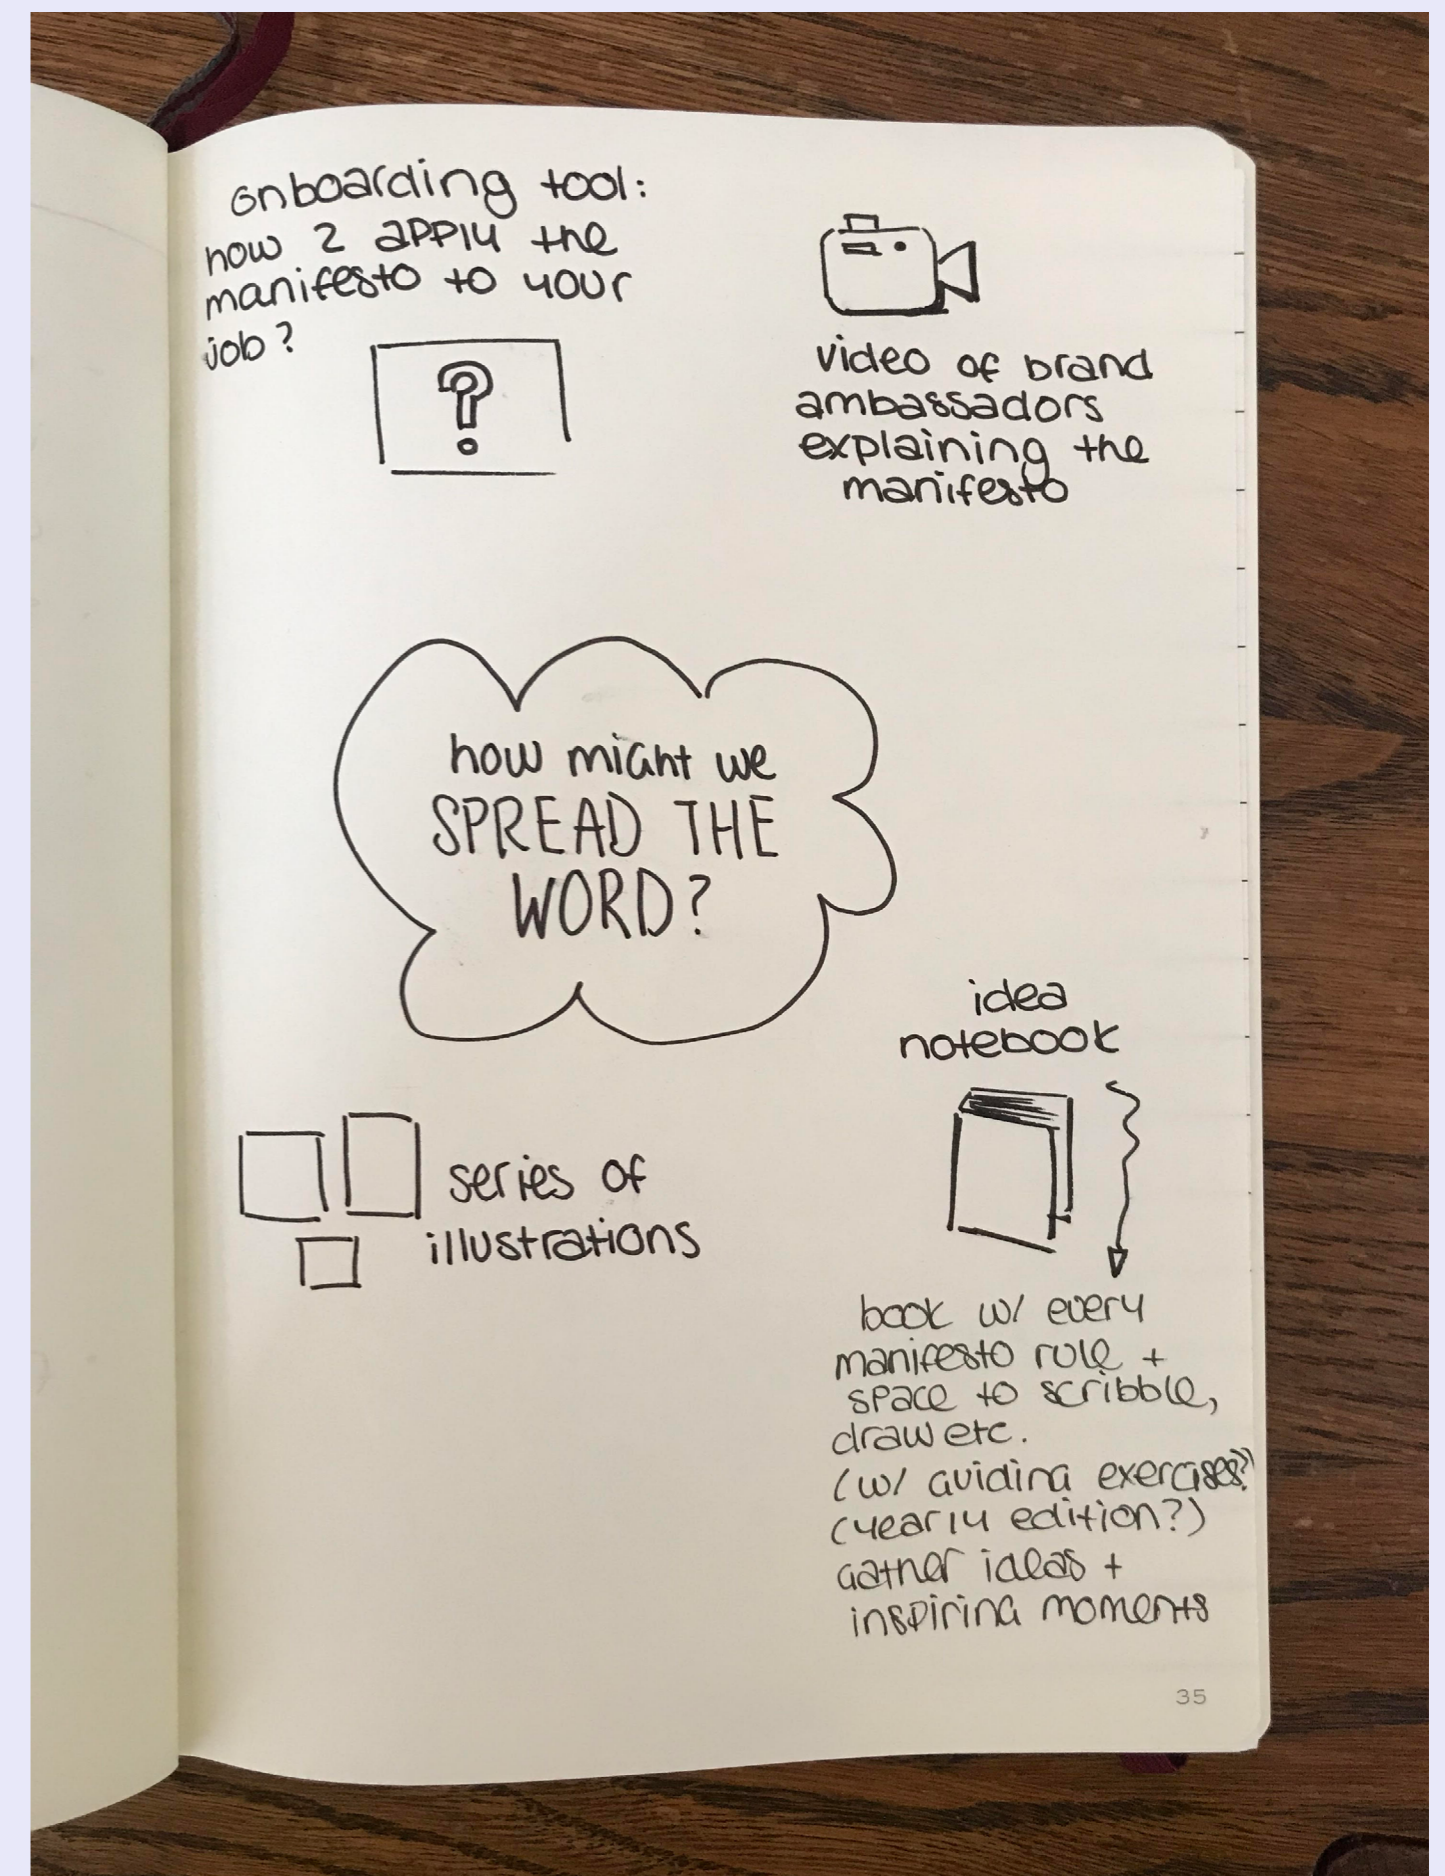 onboarding tool:
how 2 apply the
manifesto to your
job?
?
video of brand
ambassadors
explaining the
manifesto
how might we
SPREAD THE
WORD?
idea
notebook
series of
illustrations
book w/ every
manifesto rule +
space to scribble,
draw etc.
(w/ guiding exercises?)
(yearly edition?)
gather ideas +
inspiring moments
35